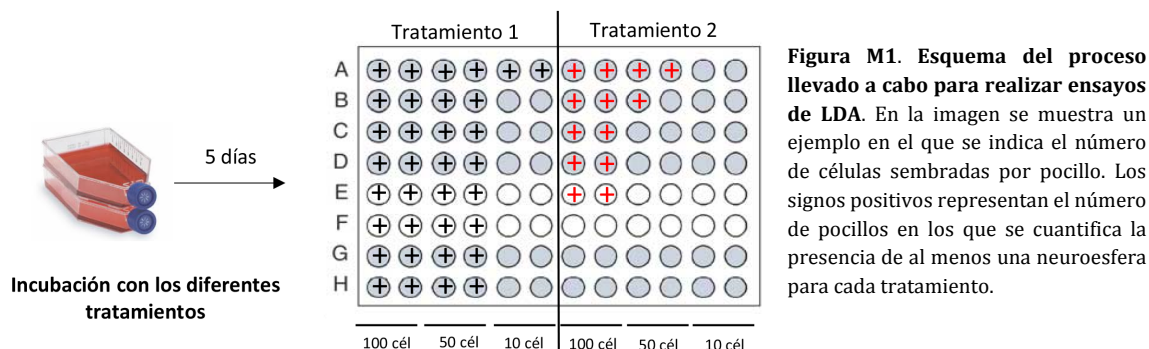 Tratamiento 1
Tratamiento 2
A
B
C
D
E
F
G
H
5 días
Incubación con los diferentes
tratamientos
100 cél
50 cél
10 cél
100 cél
50 cél
10 cél
Figura M1. Esquema del proceso
llevado a cabo para realizar ensayos
de LDA. En la imagen se muestra un
ejemplo en el que se indica el número
de células sembradas por pocillo. Los
signos positivos representan el número
de pocillos en los que se cuantifica la
presencia de al menos una neuroesfera
para cada tratamiento.